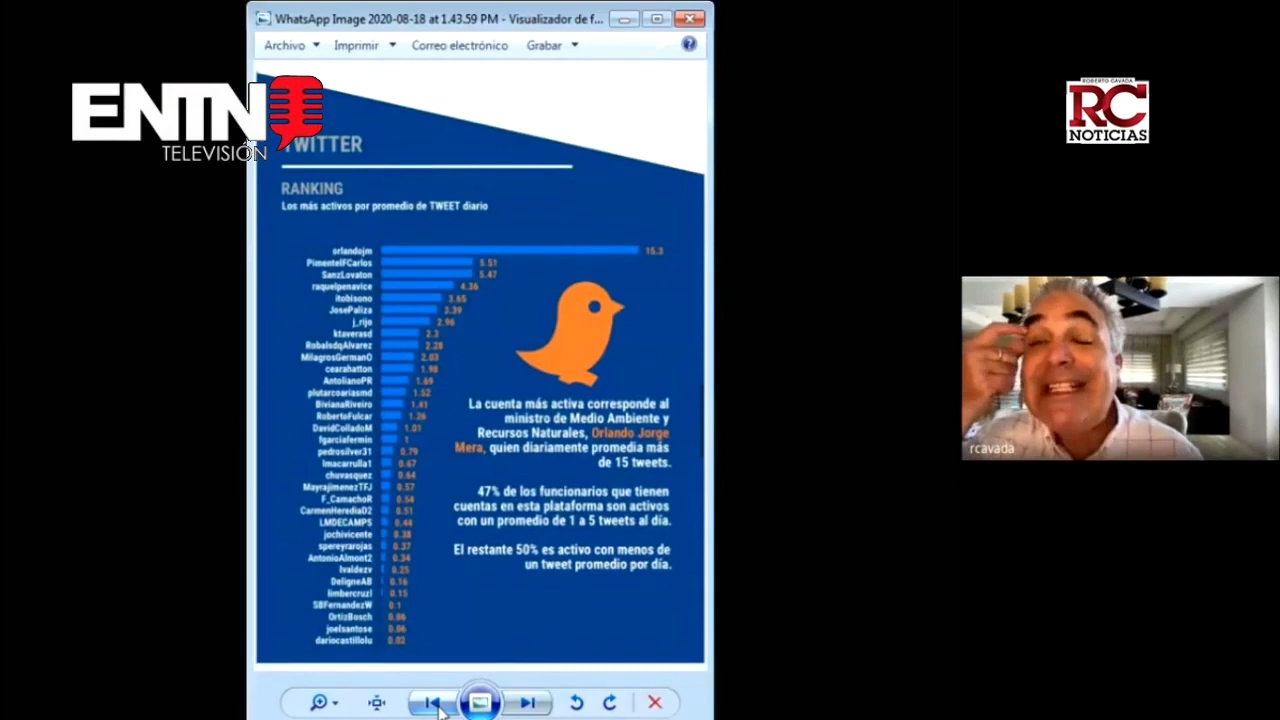 WhatsApp Image 2020-08-18 at 1.43.59 PM - Visualizador de f...
Archivo Imprimir Correo electrónico Grabar
ENTN
TELEVISIÓN
ROBERTO CAVADA
RC
NOTICIAS
TWITTER
RANKING
Los más activos por promedio de TWEET diario
orlandojm 15.3
PimentelFCarlos 5.51
SanzLovaton 5.47
raquelpenavice 4.36
itobisono 3.65
JosePaliza 3.39
j_rijo 2.96
ktaverasd 2.3
RobalsdqAlvarez 2.28
MilagrosGermanO 2.03
cearahatton 1.98
AntolianoPR 1.69
plutarcoariasmd 1.52
BivianaRiveiro 1.41
RobertoFulcar 1.26
DavidColladoM 1.01
fgarciafermin 1
pedrosilver31 0.79
lmacarrulla1 0.67
chuvasquez 0.64
MayrajimenezTFJ 0.57
F_CamachoR 0.54
CarmenHerediaD2 0.51
LMDECAMPS 0.44
jochivicente 0.38
spereyrarojas 0.37
AntonioAlmont2 0.34
lvaldezv 0.25
DeligneAB 0.16
limbercruzl 0.15
SBFernandezW 0.1
OrtizBosch 0.06
joelsantose 0.06
dariocastillolu 0.02
La cuenta más activa corresponde al
ministro de Medio Ambiente y
Recursos Naturales, Orlando Jorge
Mera, quien diariamente promedia más
de 15 tweets.
47% de los funcionarios que tienen
cuentas en esta plataforma son activos
con un promedio de 1 a 5 tweets al día.
El restante 50% es activo con menos de
un tweet promedio por día.
rcavada